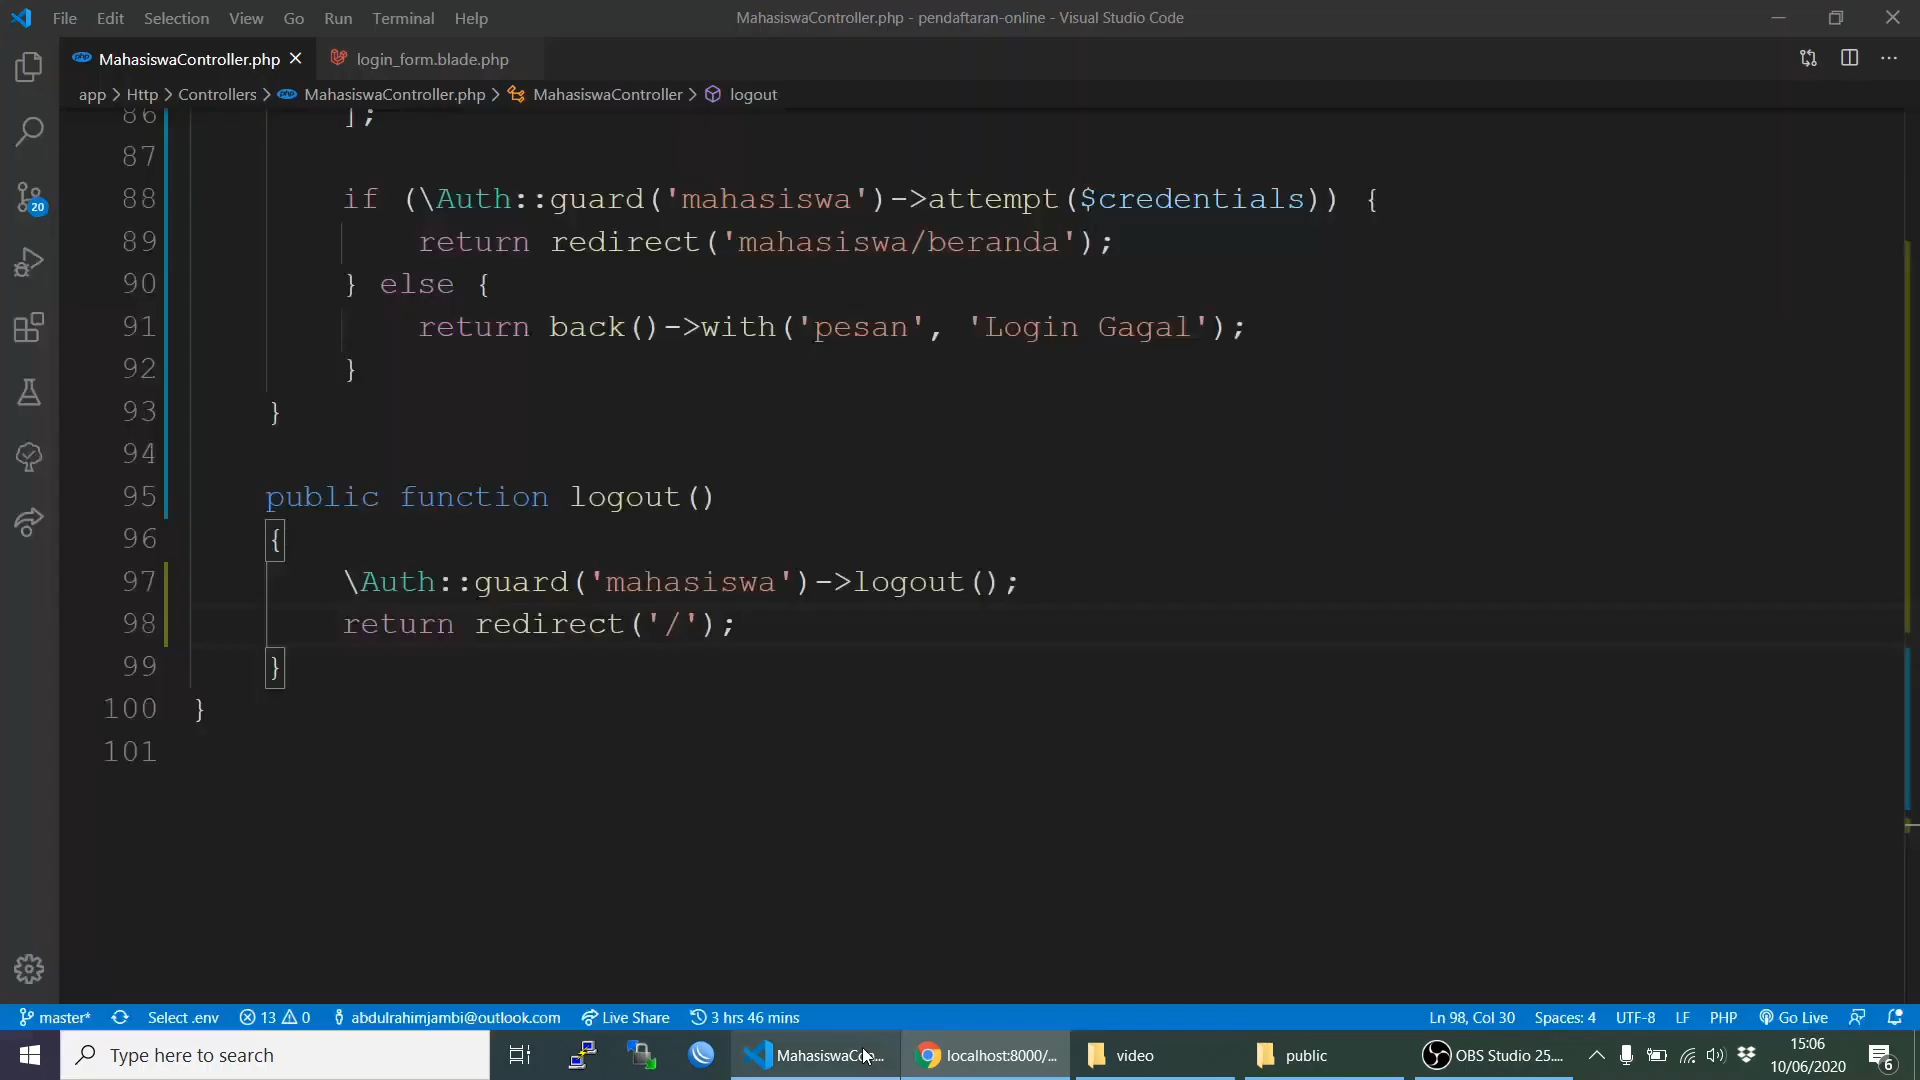 File Edit Selection View Go Run Terminal Help
MahasiswaController.php - pendaftaran-online - Visual Studio Code
MahasiswaController.php
login_form.blade.php
app > Http > Controllers > MahasiswaController.php > MahasiswaController > logout
86 ];
87
88 if (\Auth::guard('mahasiswa')->attempt($credentials)) {
89 return redirect('mahasiswa/beranda');
90 } else {
91 return back()->with('pesan', 'Login Gagal');
92 }
93 }
94
95 public function logout()
96 {
97 \Auth::guard('mahasiswa')->logout();
98 return redirect('/');
99 }
100 }
101
20
master* Select .env 13 0 abdulrahimjambi@outlook.com Live Share 3 hrs 46 mins Ln 98, Col 30 Spaces: 4 UTF-8 LF PHP Go Live
Type here to search MahasiswaCo... localhost:8000/... video public OBS Studio 25.... 15:06
10/06/2020
6